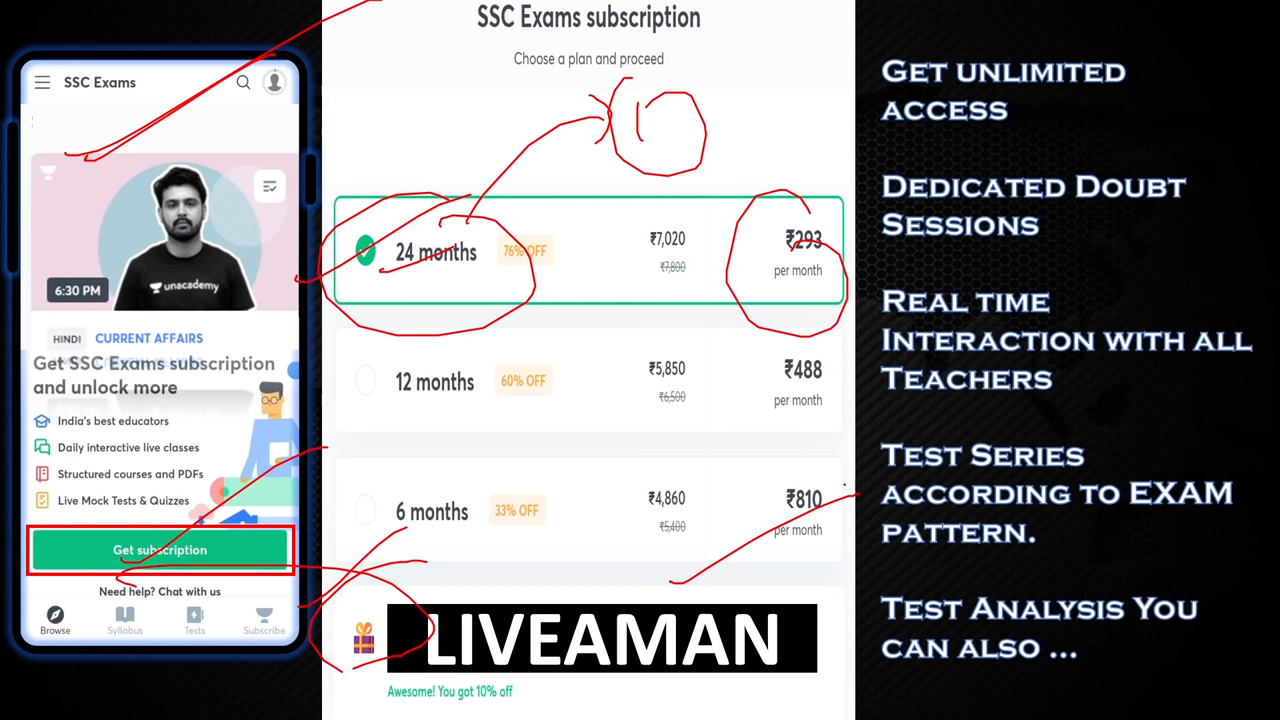 SSC Exams
6:30 PM
unacademy
HINDI
CURRENT AFFAIRS
Get SSC Exams subscription
and unlock more
India's best educators
Daily interactive live classes
Structured courses and PDFs
Live Mock Tests & Quizzes
Get subscription
Need help? Chat with us
Browse
Syllabus
Tests
Subscribe
SSC Exams subscription
Choose a plan and proceed
24 months 76% OFF ₹7,020 ₹293
₹7,800 per month
12 months 60% OFF ₹5,850 ₹488
₹6,500 per month
6 months 33% OFF ₹4,860 ₹810
₹5,400 per month
LIVEAMAN
Awesome! You got 10% off
GET UNLIMITED
ACCESS
DEDICATED DOUBT
SESSIONS
REAL TIME
INTERACTION WITH ALL
TEACHERS
TEST SERIES
ACCORDING TO EXAM
PATTERN.
TEST ANALYSIS YOU
CAN ALSO ...